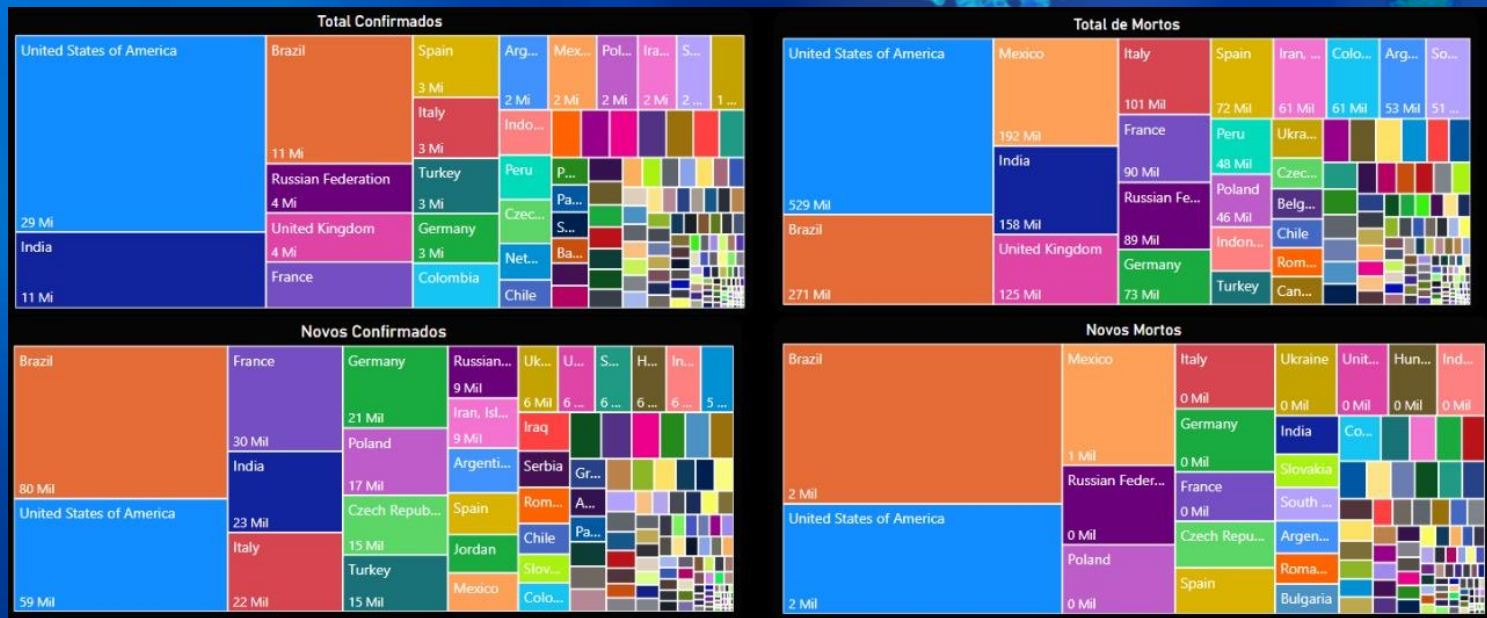 Total Confirmados
United States of America
29 Mi
India
11 Mi
Brazil
11 Mi
Russian Federation
4 Mi
United Kingdom
4 Mi
France
Spain
3 Mi
Italy
3 Mi
Turkey
3 Mi
Germany
3 Mi
Colombia
Arg...
2 Mi
Mex...
2 Mi
Pol...
2 Mi
Ira...
2 Mi
S...
2 ...
1 ...
Indo...
Peru
Czec...
Net...
Chile
P...
Pa...
S...
Ba...
Total de Mortos
United States of America
529 Mil
Brazil
271 Mil
Mexico
192 Mil
India
158 Mil
United Kingdom
125 Mil
Italy
101 Mil
France
90 Mil
Russian Fe...
89 Mil
Germany
73 Mil
Spain
72 Mil
Peru
48 Mil
Poland
46 Mil
Indon...
Turkey
Iran, ...
61 Mil
Colo...
61 Mil
Arg...
53 Mil
So...
51 ...
Ukra...
Czec...
Belg...
Chile
Rom...
Can...
Novos Confirmados
Brazil
80 Mil
United States of America
59 Mil
France
30 Mil
India
23 Mil
Italy
22 Mil
Germany
21 Mil
Poland
17 Mil
Czech Repub...
15 Mil
Turkey
15 Mil
Russian...
9 Mil
Iran, Isl...
9 Mil
Argenti...
Spain
Jordan
Mexico
Uk...
6 Mil
U...
6 ...
S...
6 ...
H...
6 ...
In...
6 ...
5 ...
Iraq
Serbia
Rom...
Chile
Slov...
Colo...
Gr...
A...
Pa...
Novos Mortos
Brazil
2 Mil
United States of America
2 Mil
Mexico
1 Mil
Russian Feder...
0 Mil
Poland
0 Mil
Italy
0 Mil
Germany
0 Mil
France
0 Mil
Czech Repu...
Spain
Ukraine
0 Mil
Unit...
0 Mil
Hun...
0 Mil
Ind...
0 Mil
India
Slovakia
South ...
Argen...
Roma...
Bulgaria
Co...